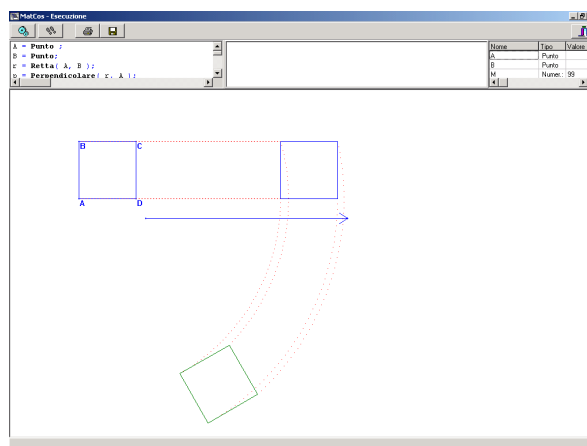 MatCos - Esecuzione
A = Punto ;
B = Punto;
r = Retta( A, B );
p = Perpendicolare( r, A );
Nome Tipo Valore
A Punto
B Punto
M Numer.: 99
B C
A D